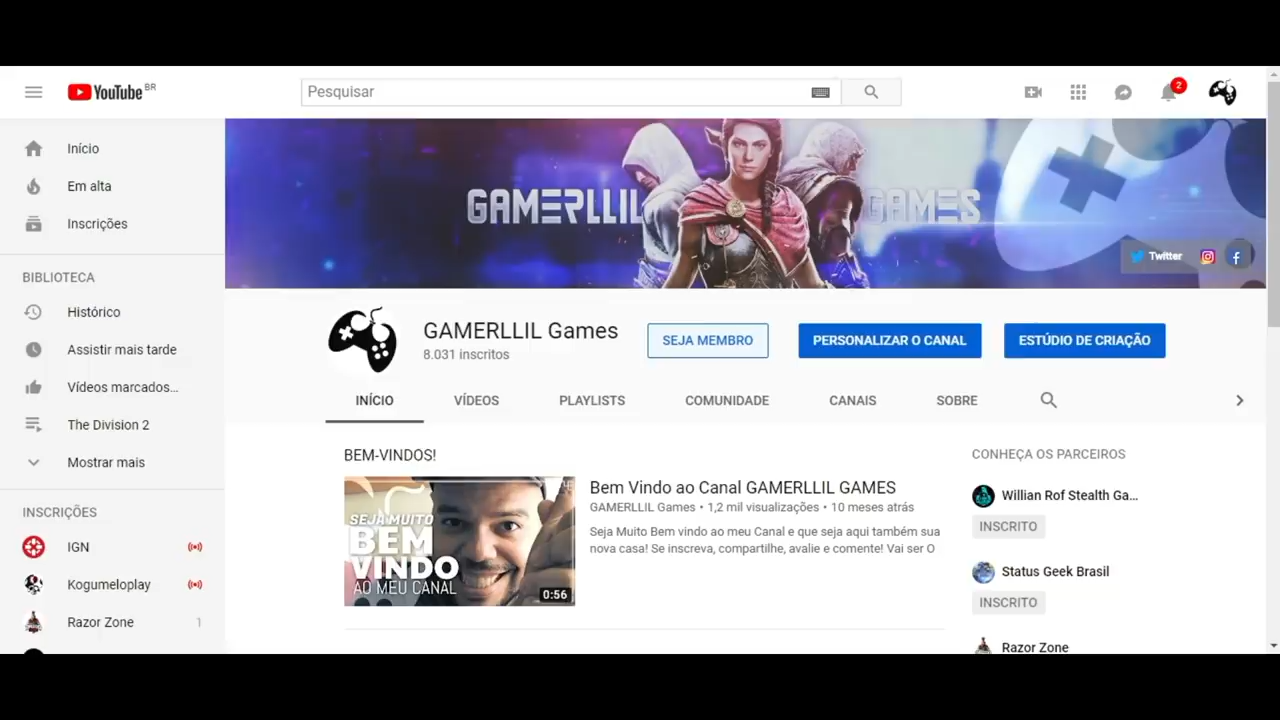 YouTube BR
Pesquisar
2
Início
Em alta
Inscrições
BIBLIOTECA
Histórico
Assistir mais tarde
Vídeos marcados...
The Division 2
Mostrar mais
INSCRIÇÕES
IGN
Kogumeloplay
Razor Zone 1
GAMERLLIL GAMES
Twitter
GAMERLLIL Games
8.031 inscritos
SEJA MEMBRO
PERSONALIZAR O CANAL
ESTÚDIO DE CRIAÇÃO
INÍCIO VÍDEOS PLAYLISTS COMUNIDADE CANAIS SOBRE
BEM-VINDOS!
SEJA MUITO
BEM
VINDO
AO MEU CANAL
0:56
Bem Vindo ao Canal GAMERLLIL GAMES
GAMERLLIL Games • 1,2 mil visualizações • 10 meses atrás
Seja Muito Bem vindo ao meu Canal e que seja aqui também sua
nova casa! Se inscreva, compartilhe, avalie e comente! Vai ser O
CONHEÇA OS PARCEIROS
Willian Rof Stealth Ga...
INSCRITO
Status Geek Brasil
INSCRITO
Razor Zone